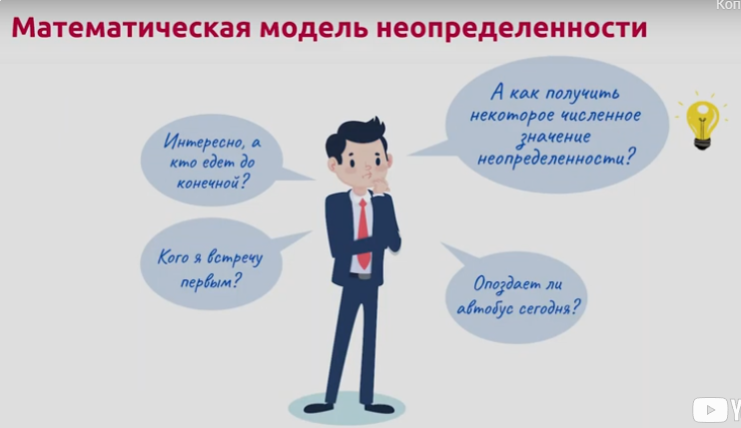 Коп
Математическая модель неопределенности
А как получить
некоторое численное
значение
неопределенности?
Интересно, а
кто едет до
конечной?
Кого я встречу
первым?
Опоздает ли
автобус сегодня?
Y